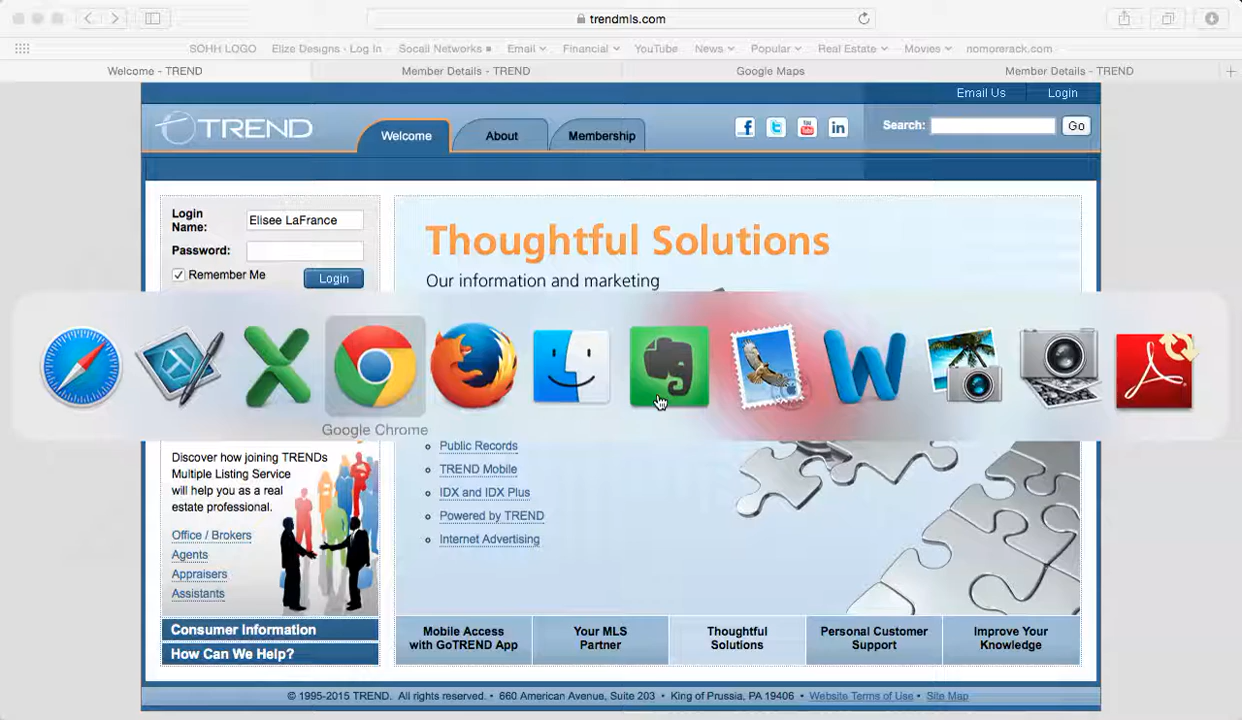 trendmls.com
SOHH LOGO Elize Designs - Log In Socail Networks Email Financial YouTube News Popular Real Estate Movies nomorerack.com
Welcome - TREND Member Details - TREND Google Maps Member Details - TREND +
Email Us Login
TREND Welcome About Membership Search: Go
Login Name: Elisee LaFrance
Password:
Remember Me Login
Thoughtful Solutions
Our information and marketing
Google Chrome
Discover how joining TRENDs
Multiple Listing Service
will help you as a real
estate professional.
Office / Brokers
Agents
Appraisers
Assistants
Consumer Information
How Can We Help?
Public Records
TREND Mobile
IDX and IDX Plus
Powered by TREND
Internet Advertising
Mobile Access
with GoTREND App
Your MLS
Partner
Thoughtful
Solutions
Personal Customer
Support
Improve Your
Knowledge
© 1995-2015 TREND. All rights reserved. • 660 American Avenue, Suite 203 • King of Prussia, PA 19406 • Website Terms of Use • Site Map